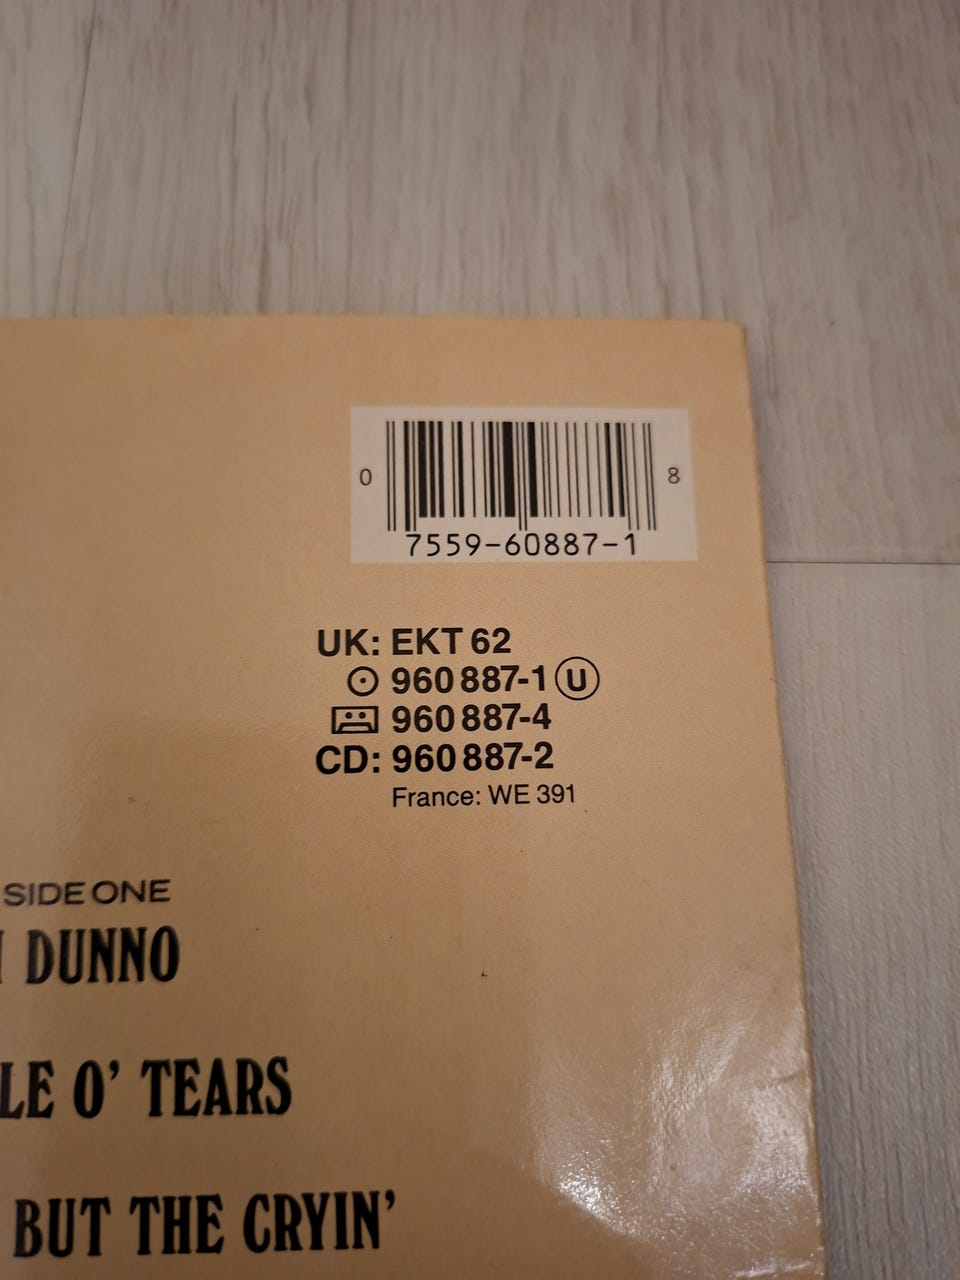 0 8
7559-60887-1
UK: EKT 62
960 887-1 U
960 887-4
CD: 960 887-2
France: WE 391
SIDE ONE
DUNNO
LE O' TEARS
BUT THE CRYIN'